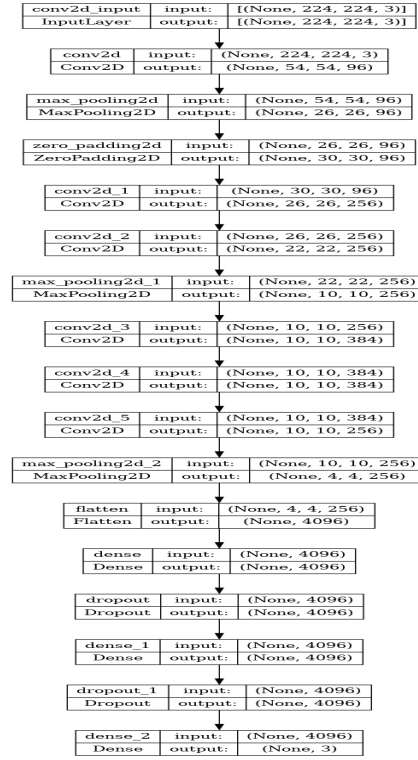 conv2d_input input: [(None, 224, 224, 3)]
InputLayer output: [(None, 224, 224, 3)]
conv2d input: (None, 224, 224, 3)
Conv2D output: (None, 54, 54, 96)
max_pooling2d input: (None, 54, 54, 96)
MaxPooling2D output: (None, 26, 26, 96)
zero_padding2d input: (None, 26, 26, 96)
ZeroPadding2D output: (None, 30, 30, 96)
conv2d_1 input: (None, 30, 30, 96)
Conv2D output: (None, 26, 26, 256)
conv2d_2 input: (None, 26, 26, 256)
Conv2D output: (None, 22, 22, 256)
max_pooling2d_1 input: (None, 22, 22, 256)
MaxPooling2D output: (None, 10, 10, 256)
conv2d_3 input: (None, 10, 10, 256)
Conv2D output: (None, 10, 10, 384)
conv2d_4 input: (None, 10, 10, 384)
Conv2D output: (None, 10, 10, 384)
conv2d_5 input: (None, 10, 10, 384)
Conv2D output: (None, 10, 10, 256)
max_pooling2d_2 input: (None, 10, 10, 256)
MaxPooling2D output: (None, 4, 4, 256)
flatten input: (None, 4, 4, 256)
Flatten output: (None, 4096)
dense input: (None, 4096)
Dense output: (None, 4096)
dropout input: (None, 4096)
Dropout output: (None, 4096)
dense_1 input: (None, 4096)
Dense output: (None, 4096)
dropout_1 input: (None, 4096)
Dropout output: (None, 4096)
dense_2 input: (None, 4096)
Dense output: (None, 3)